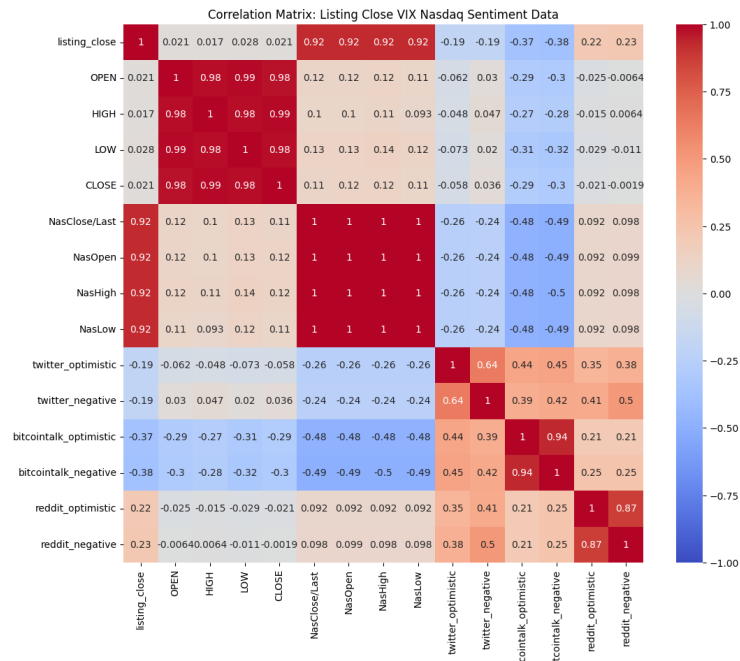 Correlation Matrix: Listing Close VIX Nasdaq Sentiment Data
listing_close 1 0.021 0.017 0.028 0.021 0.92 0.92 0.92 0.92 -0.19 -0.19 -0.37 -0.38 0.22 0.23
OPEN 0.021 1 0.98 0.99 0.98 0.12 0.12 0.12 0.11 -0.062 0.03 -0.29 -0.3 -0.025 -0.0064
HIGH 0.017 0.98 1 0.98 0.99 0.1 0.1 0.11 0.093 -0.048 0.047 -0.27 -0.28 -0.015 0.0064
LOW 0.028 0.99 0.98 1 0.98 0.13 0.13 0.14 0.12 -0.073 0.02 -0.31 -0.32 -0.029 -0.011
CLOSE 0.021 0.98 0.99 0.98 1 0.11 0.12 0.12 0.11 -0.058 0.036 -0.29 -0.3 -0.021 -0.0019
NasClose/Last 0.92 0.12 0.1 0.13 0.11 1 1 1 1 -0.26 -0.24 -0.48 -0.49 0.092 0.098
NasOpen 0.92 0.12 0.1 0.13 0.12 1 1 1 1 -0.26 -0.24 -0.48 -0.49 0.092 0.099
NasHigh 0.92 0.12 0.11 0.14 0.12 1 1 1 1 -0.26 -0.24 -0.48 -0.5 0.092 0.098
NasLow 0.92 0.11 0.093 0.12 0.11 1 1 1 1 -0.26 -0.24 -0.48 -0.49 0.092 0.098
twitter_optimistic -0.19 -0.062 -0.048 -0.073 -0.058 -0.26 -0.26 -0.26 -0.26 1 0.64 0.44 0.45 0.35 0.38
twitter_negative -0.19 0.03 0.047 0.02 0.036 -0.24 -0.24 -0.24 -0.24 0.64 1 0.39 0.42 0.41 0.5
bitcointalk_optimistic -0.37 -0.29 -0.27 -0.31 -0.29 -0.48 -0.48 -0.48 -0.48 0.44 0.39 1 0.94 0.21 0.21
bitcointalk_negative -0.38 -0.3 -0.28 -0.32 -0.3 -0.49 -0.49 -0.5 -0.49 0.45 0.42 0.94 1 0.25 0.25
reddit_optimistic 0.22 -0.025 -0.015 -0.029 -0.021 0.092 0.092 0.092 0.092 0.35 0.41 0.21 0.25 1 0.87
reddit_negative 0.23 -0.0064 0.0064 -0.011 -0.0019 0.098 0.099 0.098 0.098 0.38 0.5 0.21 0.25 0.87 1
listing_close OPEN HIGH LOW CLOSE NasClose/Last NasOpen NasHigh NasLow twitter_optimistic twitter_negative tcointalk_optimistic itcointalk_negative reddit_optimistic reddit_negative
1.00
0.75
0.50
0.25
0.00
-0.25
-0.50
-0.75
-1.00